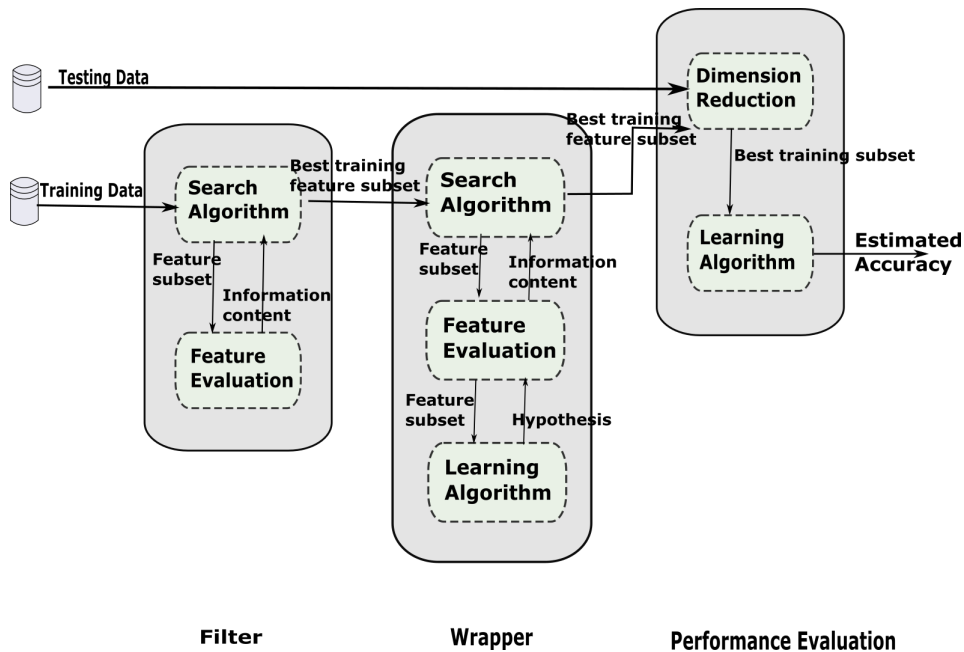 Testing Data
Training Data
Search
Algorithm
Feature
subset
Information
content
Feature
Evaluation
Best training
feature subset
Search
Algorithm
Feature
subset
Information
content
Feature
Evaluation
Feature
subset
Hypothesis
Learning
Algorithm
Best training
feature subset
Dimension
Reduction
Best training subset
Learning
Algorithm
Estimated
Accuracy
Filter
Wrapper
Performance Evaluation